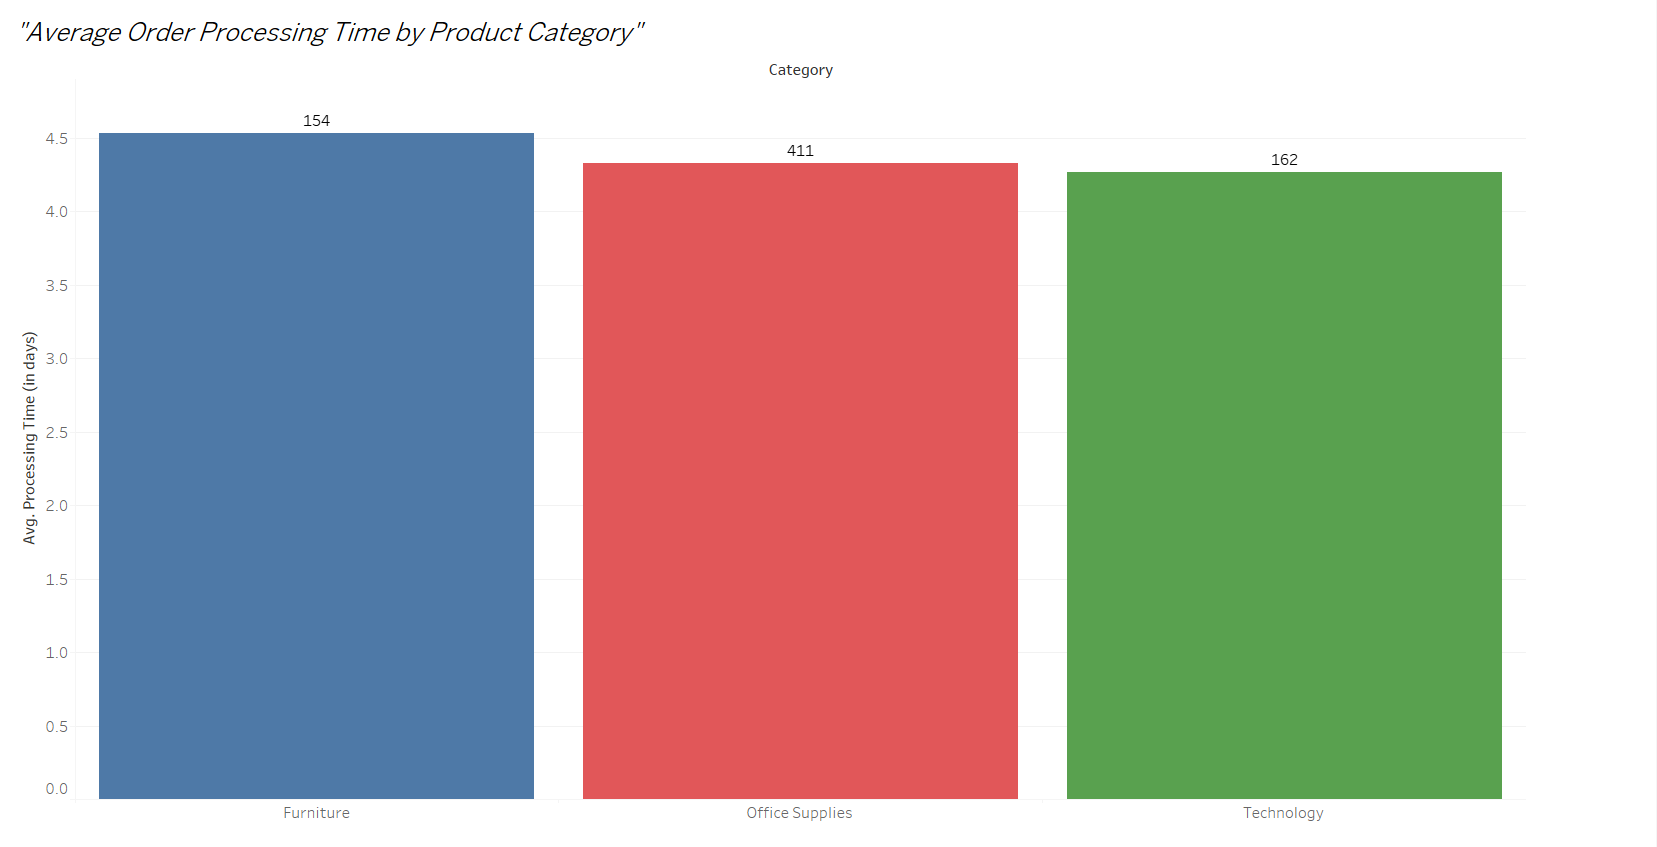 "Average Order Processing Time by Product Category"
Category
154
411
162
4.5
4.0
3.5
3.0
2.5
2.0
1.5
1.0
0.5
0.0
Avg. Processing Time (in days)
Furniture
Office Supplies
Technology